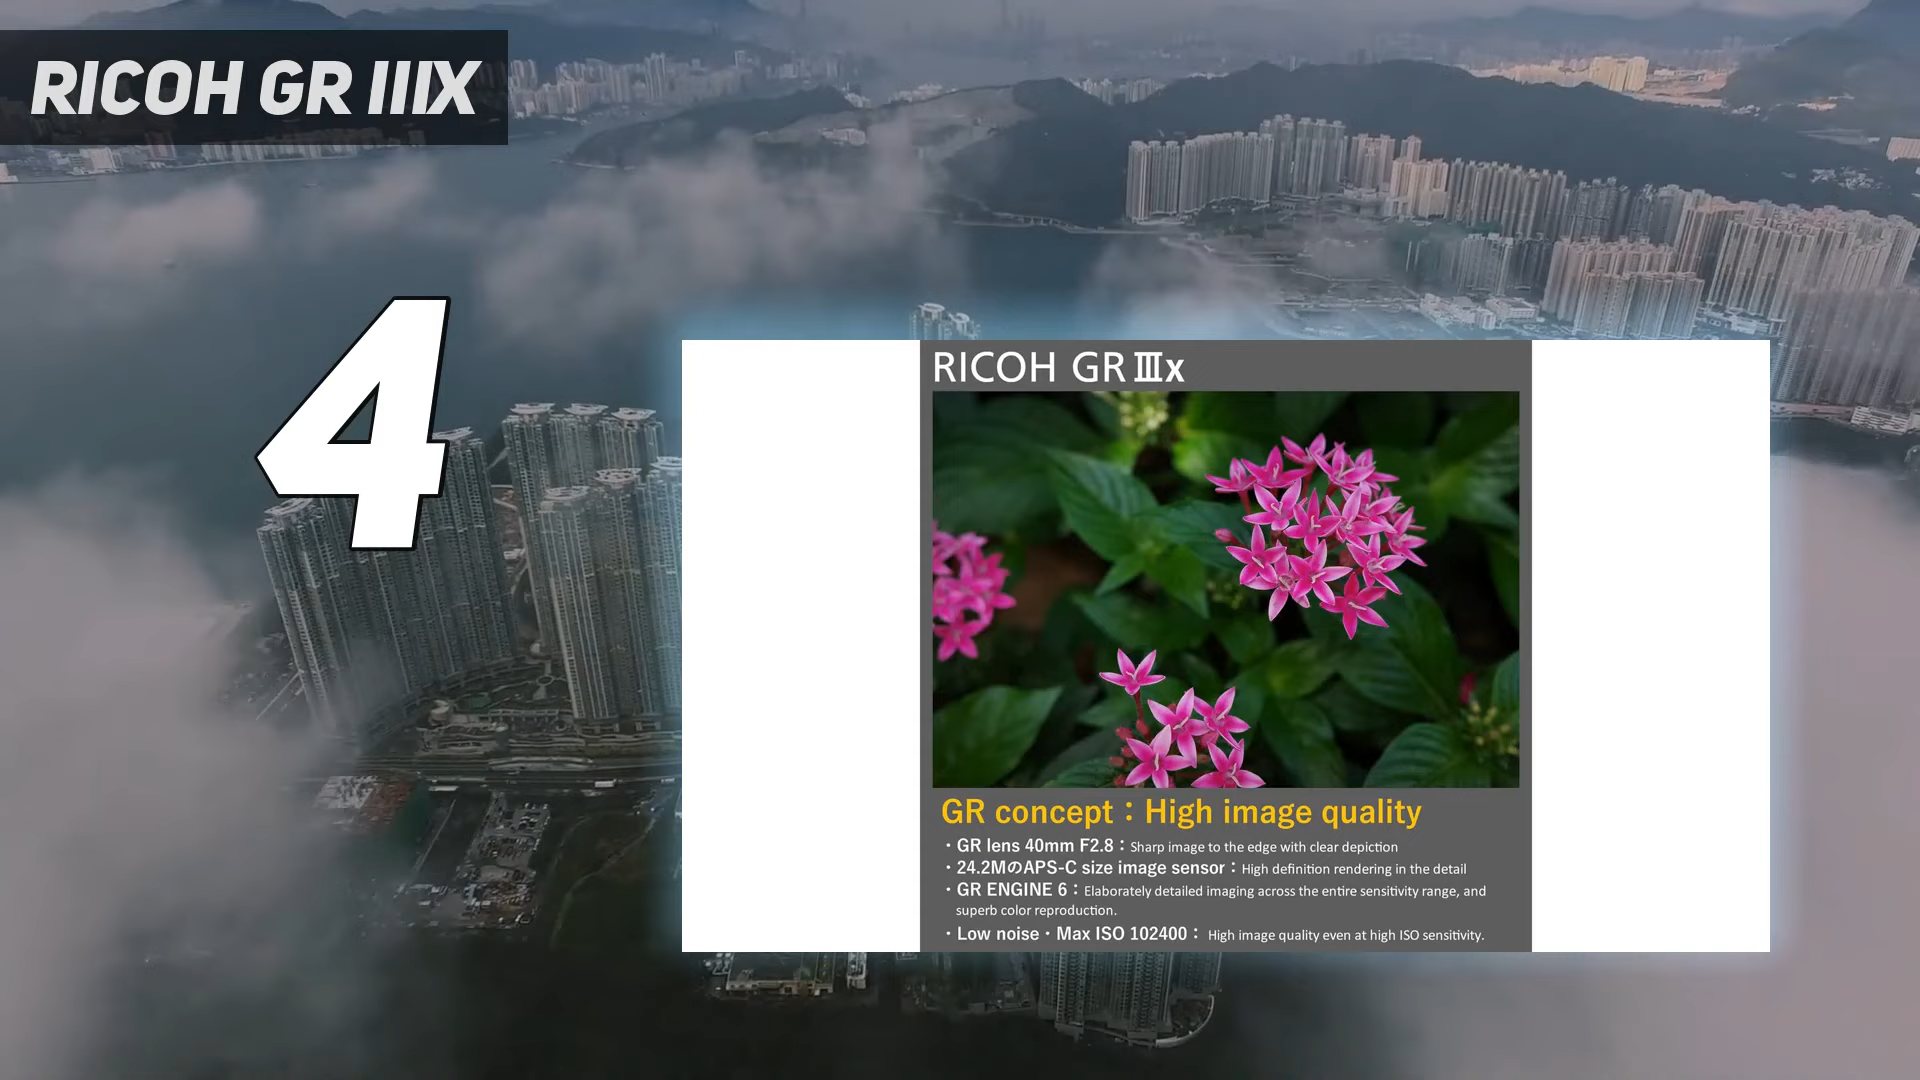 RICOH GR IIIX
4
RICOH GR Ⅲx
GR concept：High image quality
・GR lens 40mm F2.8：Sharp image to the edge with clear depiction
・24.2MのAPS-C size image sensor：High definition rendering in the detail
・GR ENGINE 6：Elaborately detailed imaging across the entire sensitivity range, and
superb color reproduction.
・Low noise・Max ISO 102400： High image quality even at high ISO sensitivity.